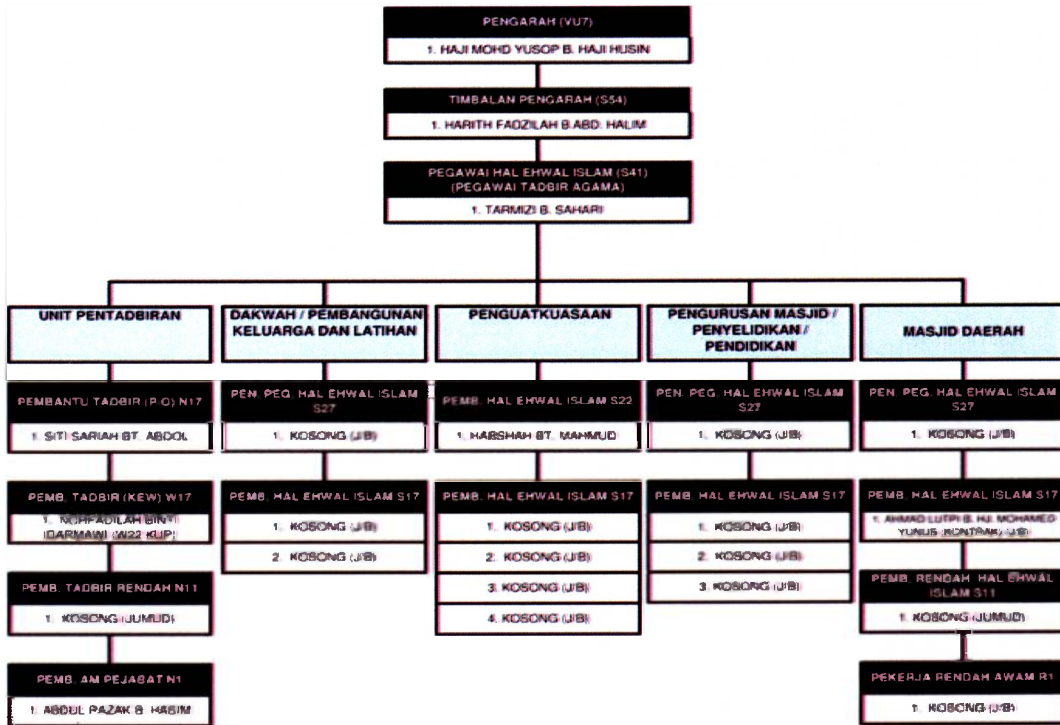 PENGARAH (VU7)
1. HAJI MOHD YUSOP B. HAJI HUSIN
TIMBALAN PENGARAH (S54)
1. HARITH FADZILAH B.ABD. HALIM
PEGAWAI HAL EHWAL ISLAM (S41)
(PEGAWAI TADBIR AGAMA)
1. TARMIZI B. SAHARI
UNIT PENTADBIRAN
PEMBANTU TADBIR (P/O) N17
1. SITI SARIAH BT. ABDOL
PEMB. TADBIR (KEW) W17
1. NORFADILAH BINTI
DARMAWI (W22 KUP)
PEMB. TADBIR RENDAH N11
1. KOSONG (JUMUD)
PEMB. AM PEJABAT N1
1. ABDUL RAZAK B. HASIM
DAKWAH / PEMBANGUNAN
KELUARGA DAN LATIHAN
PEN. PEG. HAL EHWAL ISLAM
S27
1. KOSONG (J/B)
PEMB. HAL EHWAL ISLAM S17
1. KOSONG (J/B)
2. KOSONG (J/B)
PENGUATKUASAAN
PEMB. HAL EHWAL ISLAM S22
1. HABSHAH BT. MAHMUD
PEMB. HAL EHWAL ISLAM S17
1. KOSONG (J/B)
2. KOSONG (J/B)
3. KOSONG (J/B)
4. KOSONG (J/B)
PENGURUSAN MASJID /
PENYELIDIKAN /
PENDIDIKAN
PEN. PEG. HAL EHWAL ISLAM
S27
1. KOSONG (J/B)
PEMB. HAL EHWAL ISLAM S17
1. KOSONG (J/B)
2. KOSONG (J/B)
3. KOSONG (J/B)
MASJID DAERAH
PEN. PEG. HAL EHWAL ISLAM
S27
1. KOSONG (J/B)
PEMB. HAL EHWAL ISLAM S17
1. AHMAD LUTPI B. HJ. MOHAMED
YUNUS (KONTRAK) (J/B)
PEMB. RENDAH HAL EHWAL
ISLAM S11
1. KOSONG (JUMUD)
PEKERJA RENDAH AWAM R1
1. KOSONG (J/B)